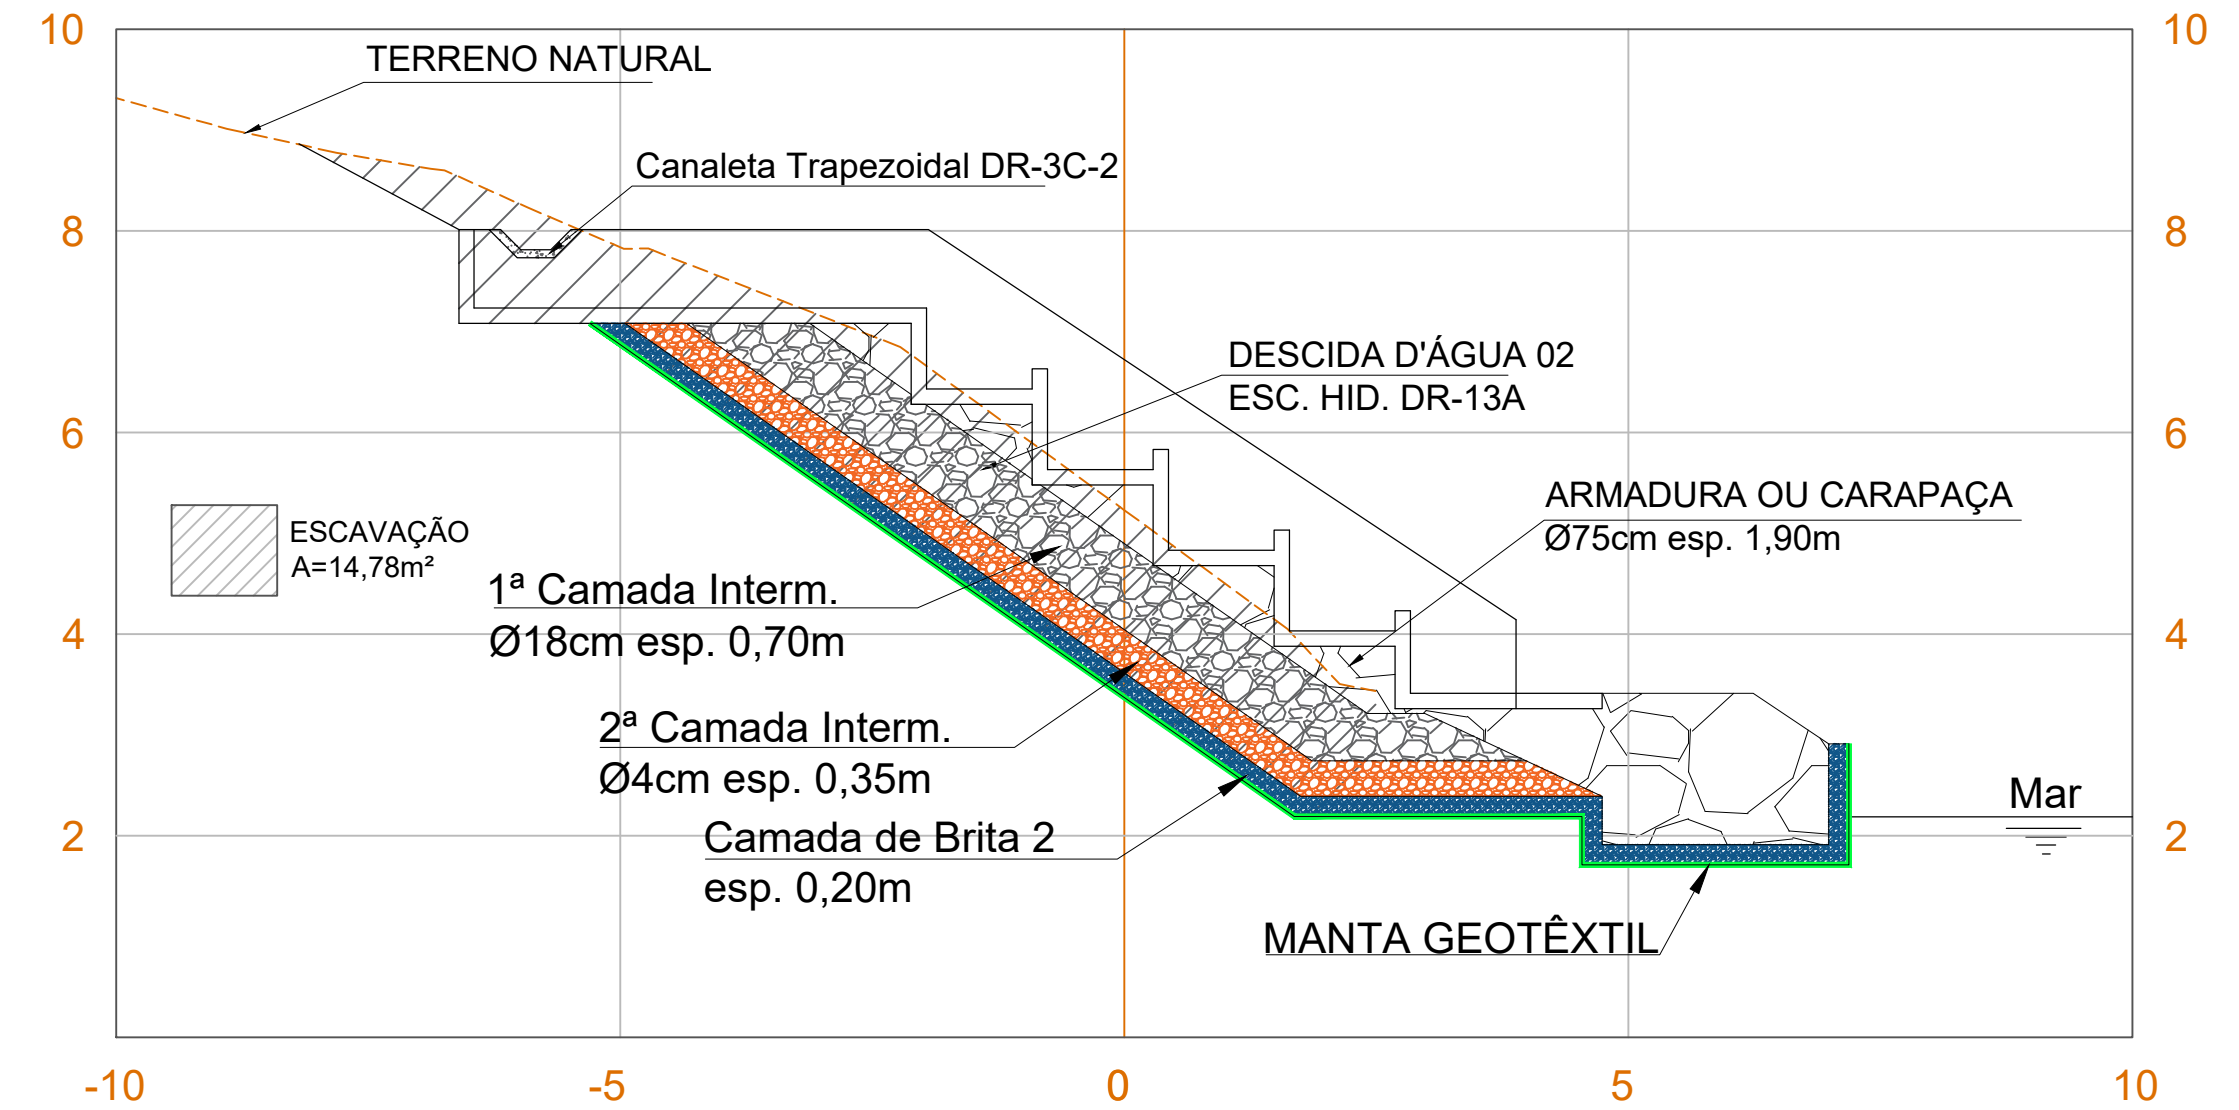 10
10
TERRENO NATURAL
Canaleta Trapezoidal DR-3C-2
8
8
DESCIDA D'ÁGUA 02
ESC. HID. DR-13A
6
6
ARMADURA OU CARAPAÇA
Ø75cm esp. 1,90m
ESCAVAÇÃO
A=14,78m²
1ª Camada Interm.
Ø18cm esp. 0,70m
4
4
2ª Camada Interm.
Ø4cm esp. 0,35m
Mar
Camada de Brita 2
esp. 0,20m
2
2
MANTA GEOTÊXTIL
-10
-5
0
5
10